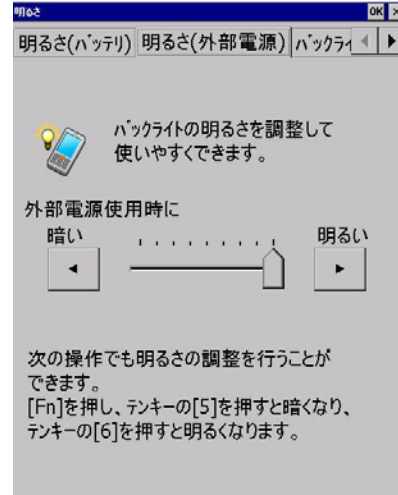 明るさ OK ×
明るさ(バッテリ) 明るさ(外部電源) バックライ
バックライトの明るさを調整して
使いやすくできます。
外部電源使用時に
暗い 明るい
次の操作でも明るさの調整を行うことが
できます。
[Fn]を押し、テンキーの[5]を押すと暗くなり、
テンキーの[6]を押すと明るくなります。